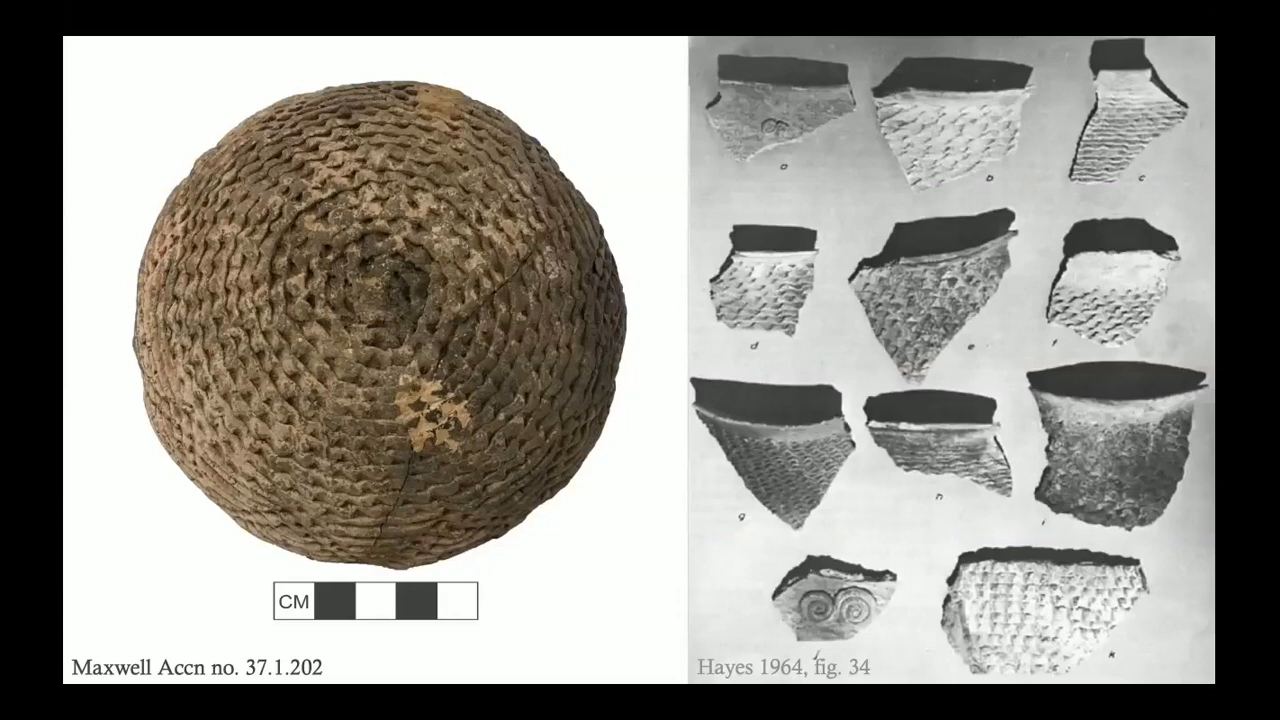 CM
Maxwell Accn no. 37.1.202
a
b
c
d
e
f
g
h
i
k
Hayes 1964, fig. 34